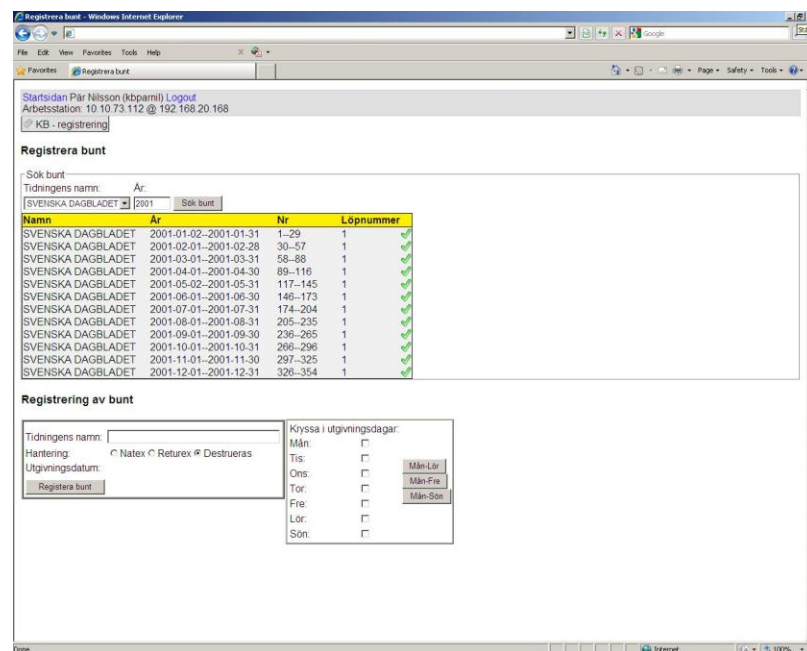 Registrera bunt - Windows Internet Explorer
Google
File Edit View Favorites Tools Help
Favorites Registrera bunt
Page Safety Tools
Startsidan Pär Nilsson (kbparnil) Logout
Arbetsstation: 10.10.73.112 @ 192.168.20.168
KB - registrering
Registrera bunt
Sök bunt
Tidningens namn: År:
SVENSKA DAGBLADET 2001 Sök bunt
Namn År Nr Löpnummer
SVENSKA DAGBLADET 2001-01-02--2001-01-31 1--29 1
SVENSKA DAGBLADET 2001-02-01--2001-02-28 30--57 1
SVENSKA DAGBLADET 2001-03-01--2001-03-31 58--88 1
SVENSKA DAGBLADET 2001-04-01--2001-04-30 89--116 1
SVENSKA DAGBLADET 2001-05-02--2001-05-31 117--145 1
SVENSKA DAGBLADET 2001-06-01--2001-06-30 146--173 1
SVENSKA DAGBLADET 2001-07-01--2001-07-31 174--204 1
SVENSKA DAGBLADET 2001-08-01--2001-08-31 205--235 1
SVENSKA DAGBLADET 2001-09-01--2001-09-30 236--265 1
SVENSKA DAGBLADET 2001-10-01--2001-10-31 266--296 1
SVENSKA DAGBLADET 2001-11-01--2001-11-30 297--325 1
SVENSKA DAGBLADET 2001-12-01--2001-12-31 326--354 1
Registrering av bunt
Tidningens namn:
Hantering: Natex Returex Destrueras
Utgivningsdatum:
Registera bunt
Kryssa i utgivningsdagar:
Mån:
Tis:
Ons:
Tor:
Fre:
Lör:
Sön:
Mån-Lör
Mån-Fre
Mån-Sön
Done Internet 100%